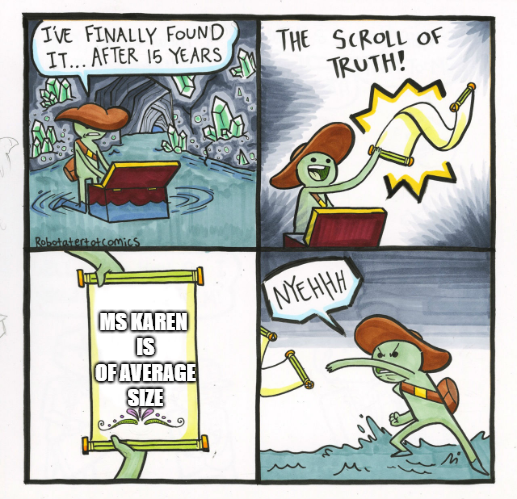 I'VE FINALLY FOUND
IT... AFTER 15 YEARS
THE SCROLL OF
TRUTH!
Robotatertotcomics
MS KAREN
IS
OF AVERAGE
SIZE
NYEHHH